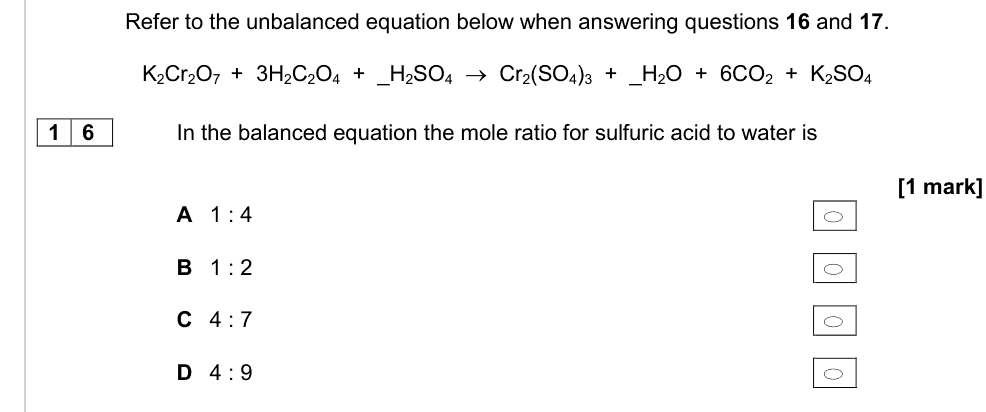 Refer to the unbalanced equation below when answering questions 16 and 17.
K₂Cr₂O₇ + 3H₂C₂O₄ + _H₂SO₄ → Cr₂(SO₄)₃ + _H₂O + 6CO₂ + K₂SO₄
1 6 In the balanced equation the mole ratio for sulfuric acid to water is
[1 mark]
A 1 : 4
B 1 : 2
C 4 : 7
D 4 : 9